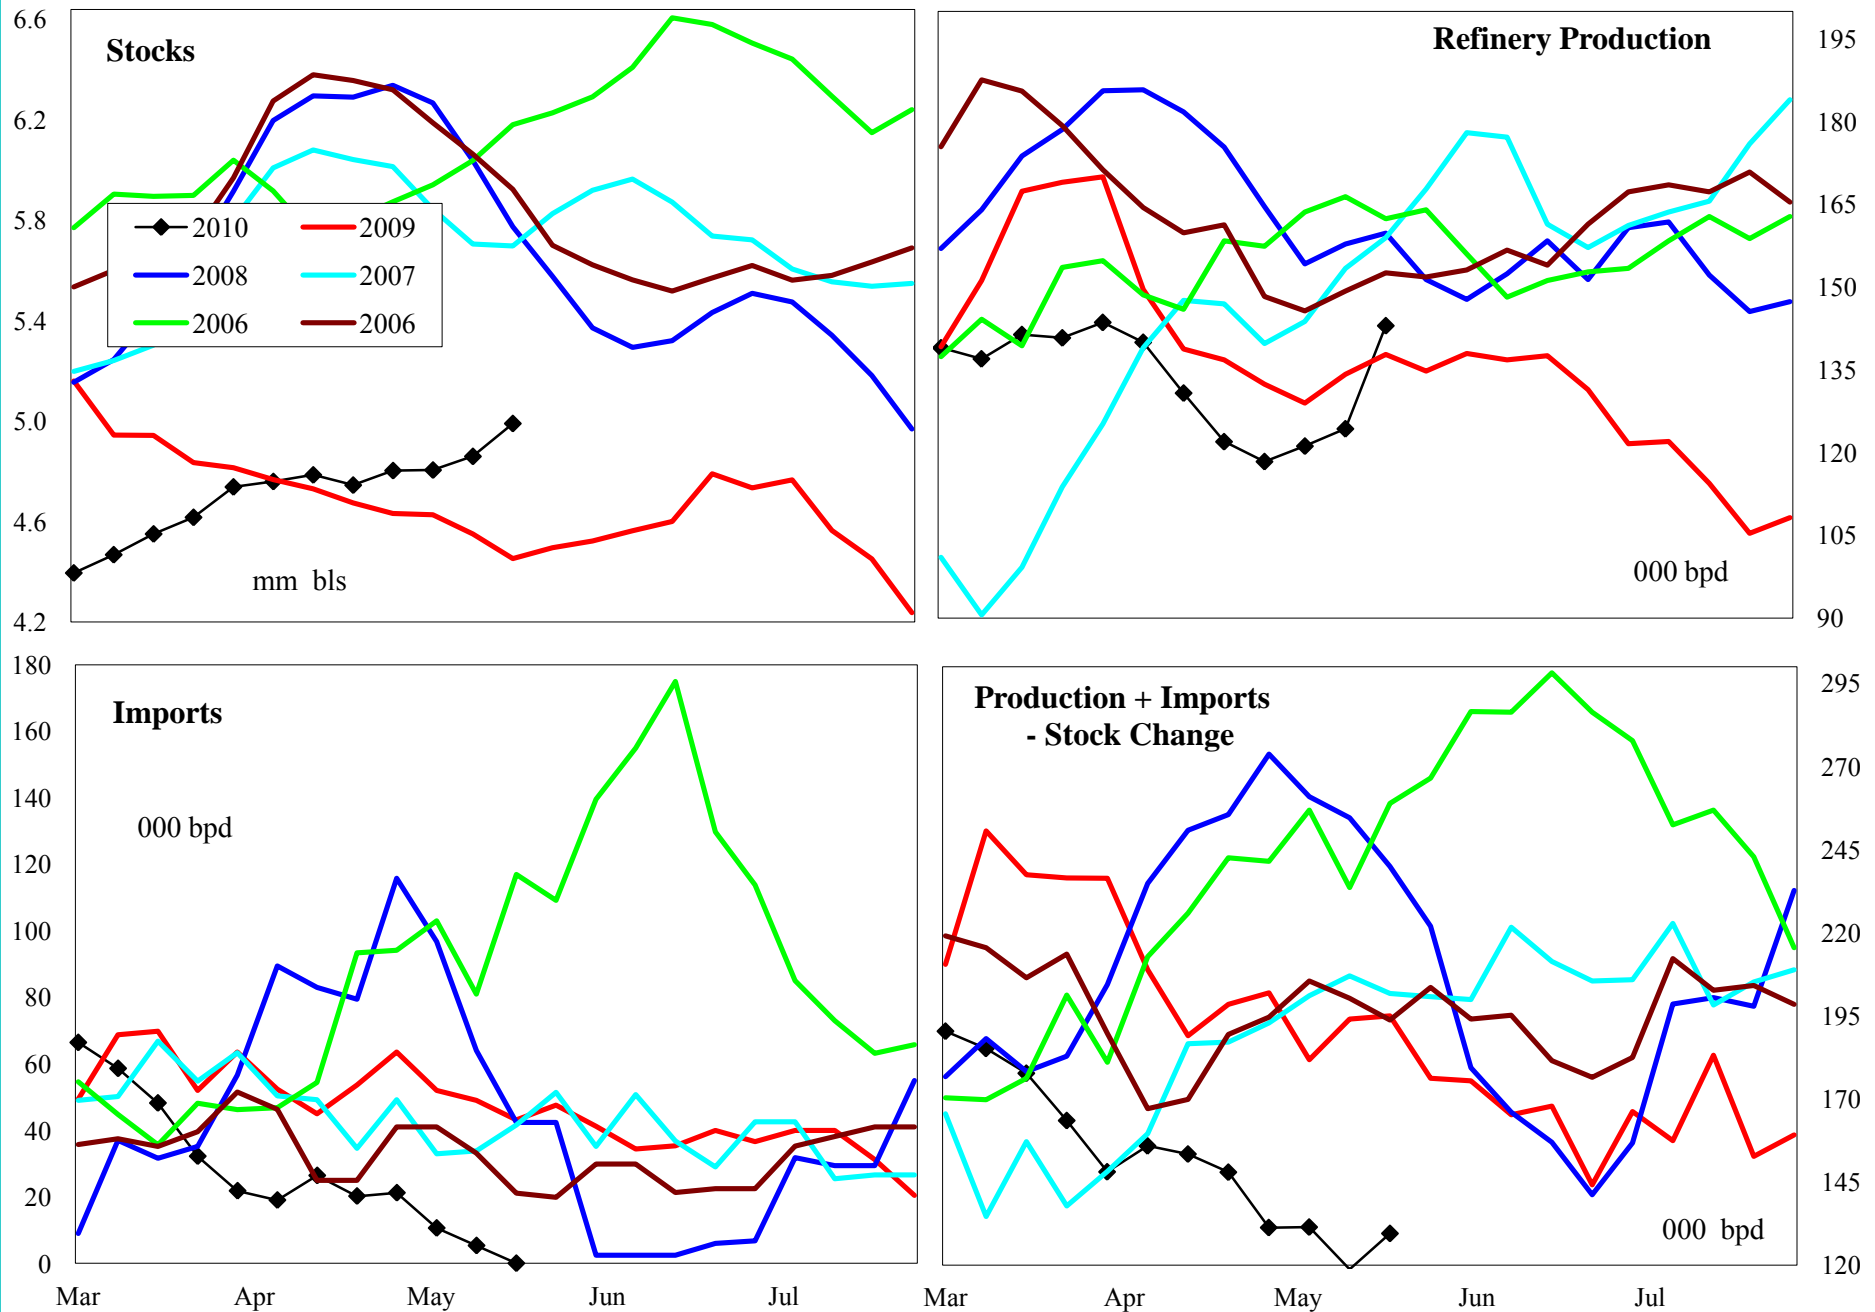 6.6
6.2
5.8
5.4
5.0
4.6
4.2
Stocks
2010
2009
2008
2007
2006
2006
mm bls
Refinery Production
000 bpd
195
180
165
150
135
120
105
90
180
160
140
120
100
80
60
40
20
0
Imports
000 bpd
Mar
Apr
May
Jun
Jul
Production + Imports
- Stock Change
000 bpd
295
270
245
220
195
170
145
120
Mar
Apr
May
Jun
Jul